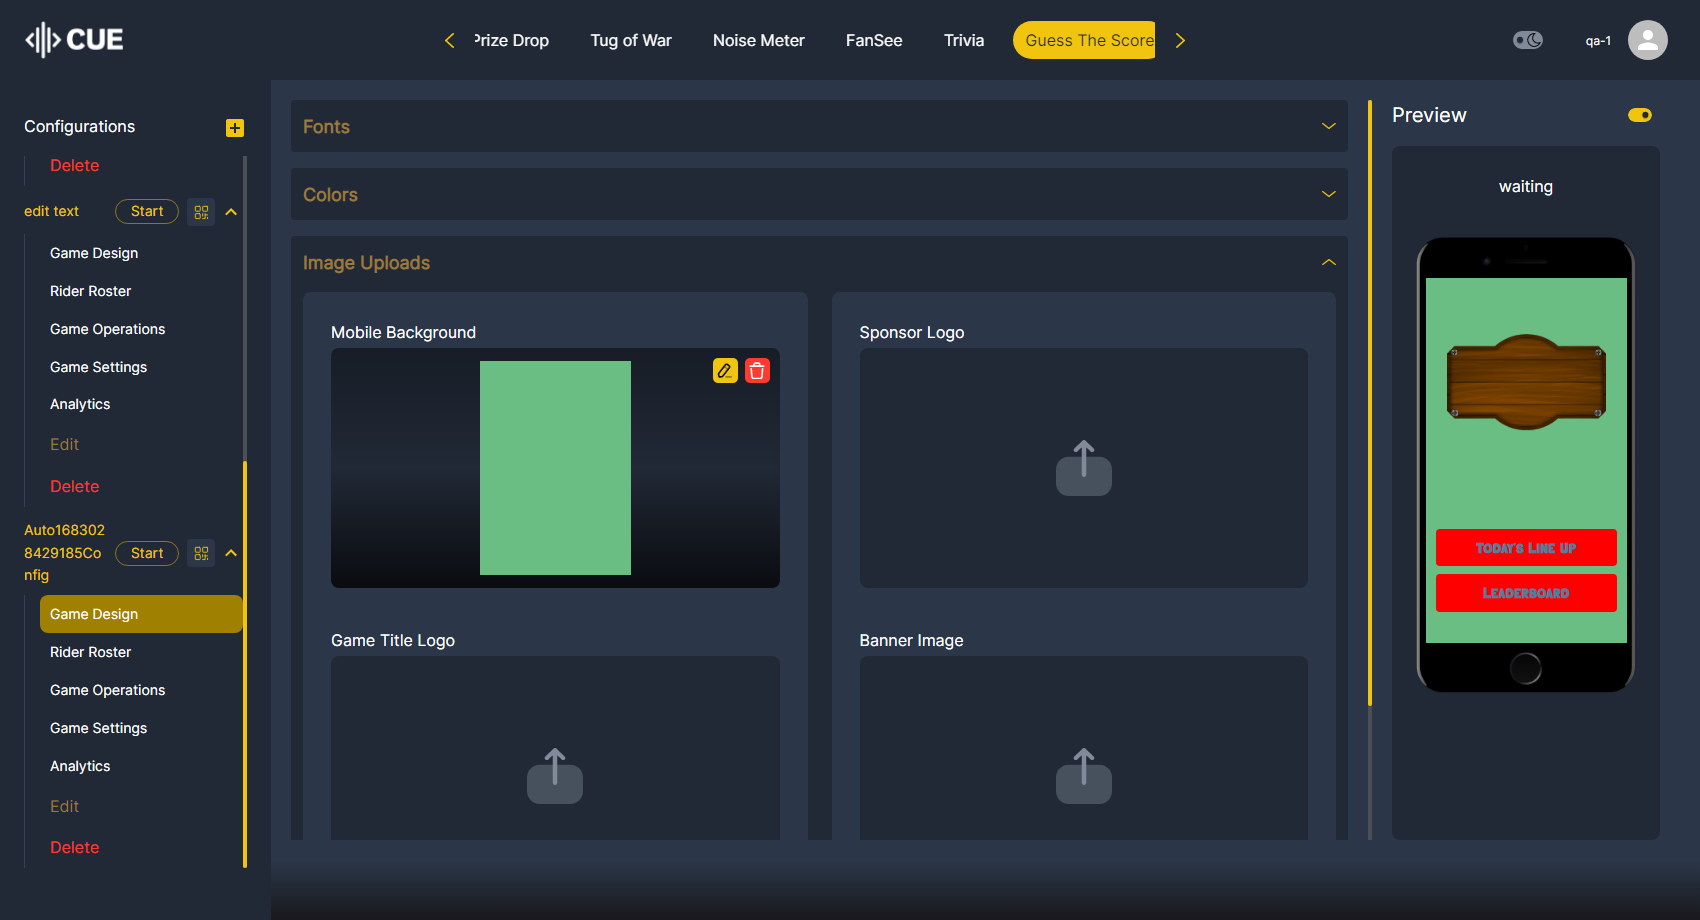 CUE
Prize Drop
Tug of War
Noise Meter
FanSee
Trivia
Guess The Score
qa-1
Configurations
Delete
edit text
Start
Game Design
Rider Roster
Game Operations
Game Settings
Analytics
Edit
Delete
Auto168302
8429185Co
nfig
Start
Game Design
Rider Roster
Game Operations
Game Settings
Analytics
Edit
Delete
Fonts
Colors
Image Uploads
Mobile Background
Sponsor Logo
Game Title Logo
Banner Image
Preview
waiting
Today's Line Up
Leaderboard